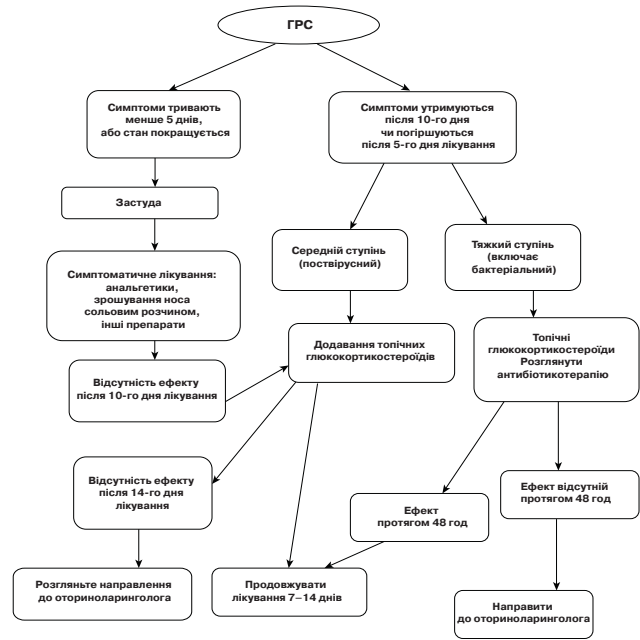 ГРС
Симптоми тривають
менше 5 днів,
або стан покращується
Симптоми утримуються
після 10-го дня
чи погіршуються
після 5-го дня лікування
Застуда
Середній ступінь
(поствірусний)
Тяжкий ступінь
(включає
бактеріальний)
Симптоматичне лікування:
анальгетики,
зрошування носа
сольовим розчином,
інші препарати
Додавання топічних
глюкокортикостероїдів
Топічні
глюкокортикостероїди
Розглянути
антибіотикотерапію
Відсутність ефекту
після 10-го дня лікування
Відсутність ефекту
після 14-го дня
лікування
Ефект
протягом 48 год
Ефект відсутній
протягом 48 год
Розгляньте направлення
до оториноларинголога
Продовжувати
лікування 7–14 днів
Направити
до оториноларинголога